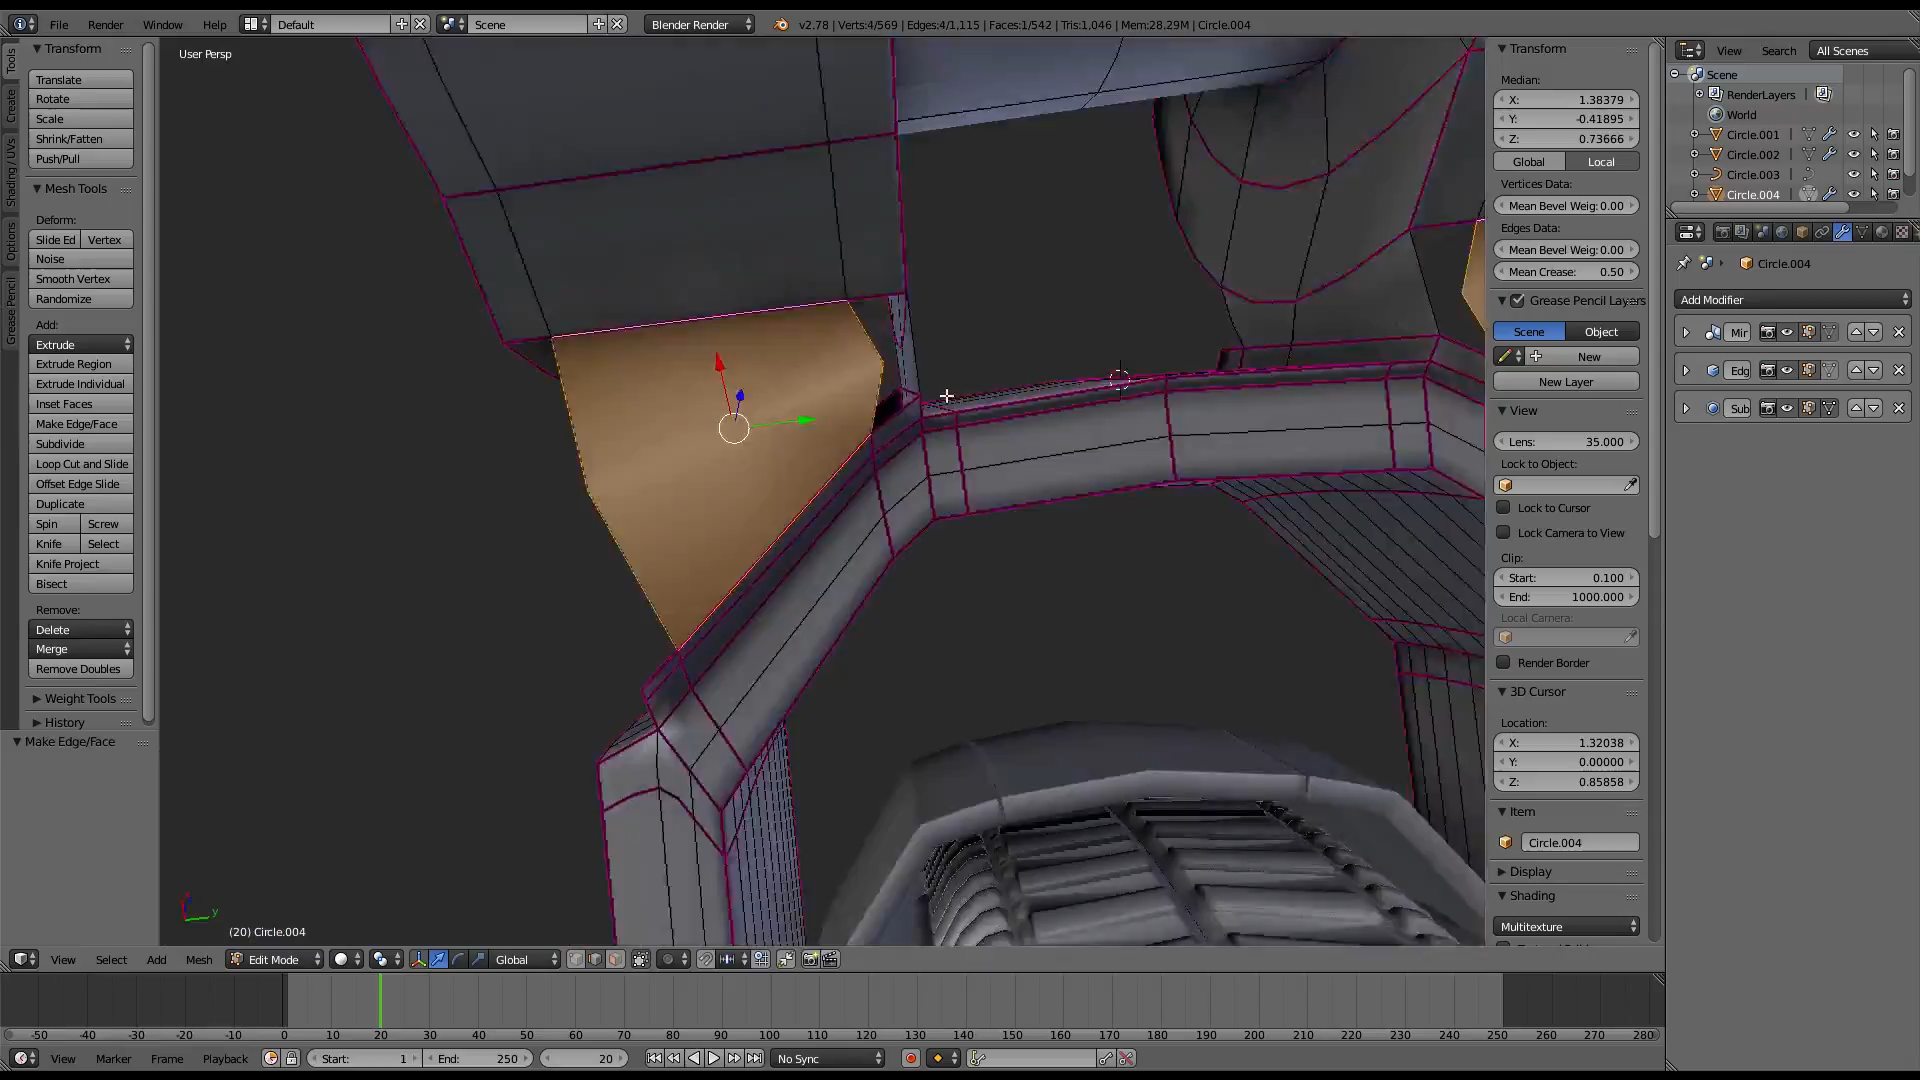 File Render Window Help Default Scene Blender Render v2.78 | Verts:4/569 | Edges:4/1,115 | Faces:1/542 | Tris:1,046 | Mem:28.29M | Circle.004
Tools
Create
Shading / UVs
Options
Grease Pencil
Transform
Translate
Rotate
Scale
Shrink/Fatten
Push/Pull
Mesh Tools
Deform:
Slide Ed Vertex
Noise
Smooth Vertex
Randomize
Add:
Extrude
Extrude Region
Extrude Individual
Inset Faces
Make Edge/Face
Subdivide
Loop Cut and Slide
Offset Edge Slide
Duplicate
Spin Screw
Knife Select
Knife Project
Bisect
Remove:
Delete
Merge
Remove Doubles
Weight Tools
History
Make Edge/Face
User Persp
y
(20) Circle.004
Transform
Median:
X: 1.38379
Y: -0.41895
Z: 0.73666
Global Local
Vertices Data:
Mean Bevel Weig: 0.00
Edges Data:
Mean Bevel Weig: 0.00
Mean Crease: 0.50
Grease Pencil Layers
Scene Object
New
New Layer
View
Lens: 35.000
Lock to Object:
Lock to Cursor
Lock Camera to View
Clip:
Start: 0.100
End: 1000.000
Local Camera:
Render Border
3D Cursor
Location:
X: 1.32038
Y: 0.00000
Z: 0.85858
Item
Circle.004
Display
Shading
Multitexture
View Search All Scenes
Scene
RenderLayers
World
Circle.001
Circle.002
Circle.003
Circle.004
Circle.004
Add Modifier
Mir
Edg
Sub
View Select Add Mesh Edit Mode Global
-50 -40 -30 -20 -10 0 10 20 30 40 50 60 70 80 90 100 110 120 130 140 150 160 170 180 190 200 210 220 230 240 250 260 270 280
View Marker Frame Playback Start: 1 End: 250 20 No Sync